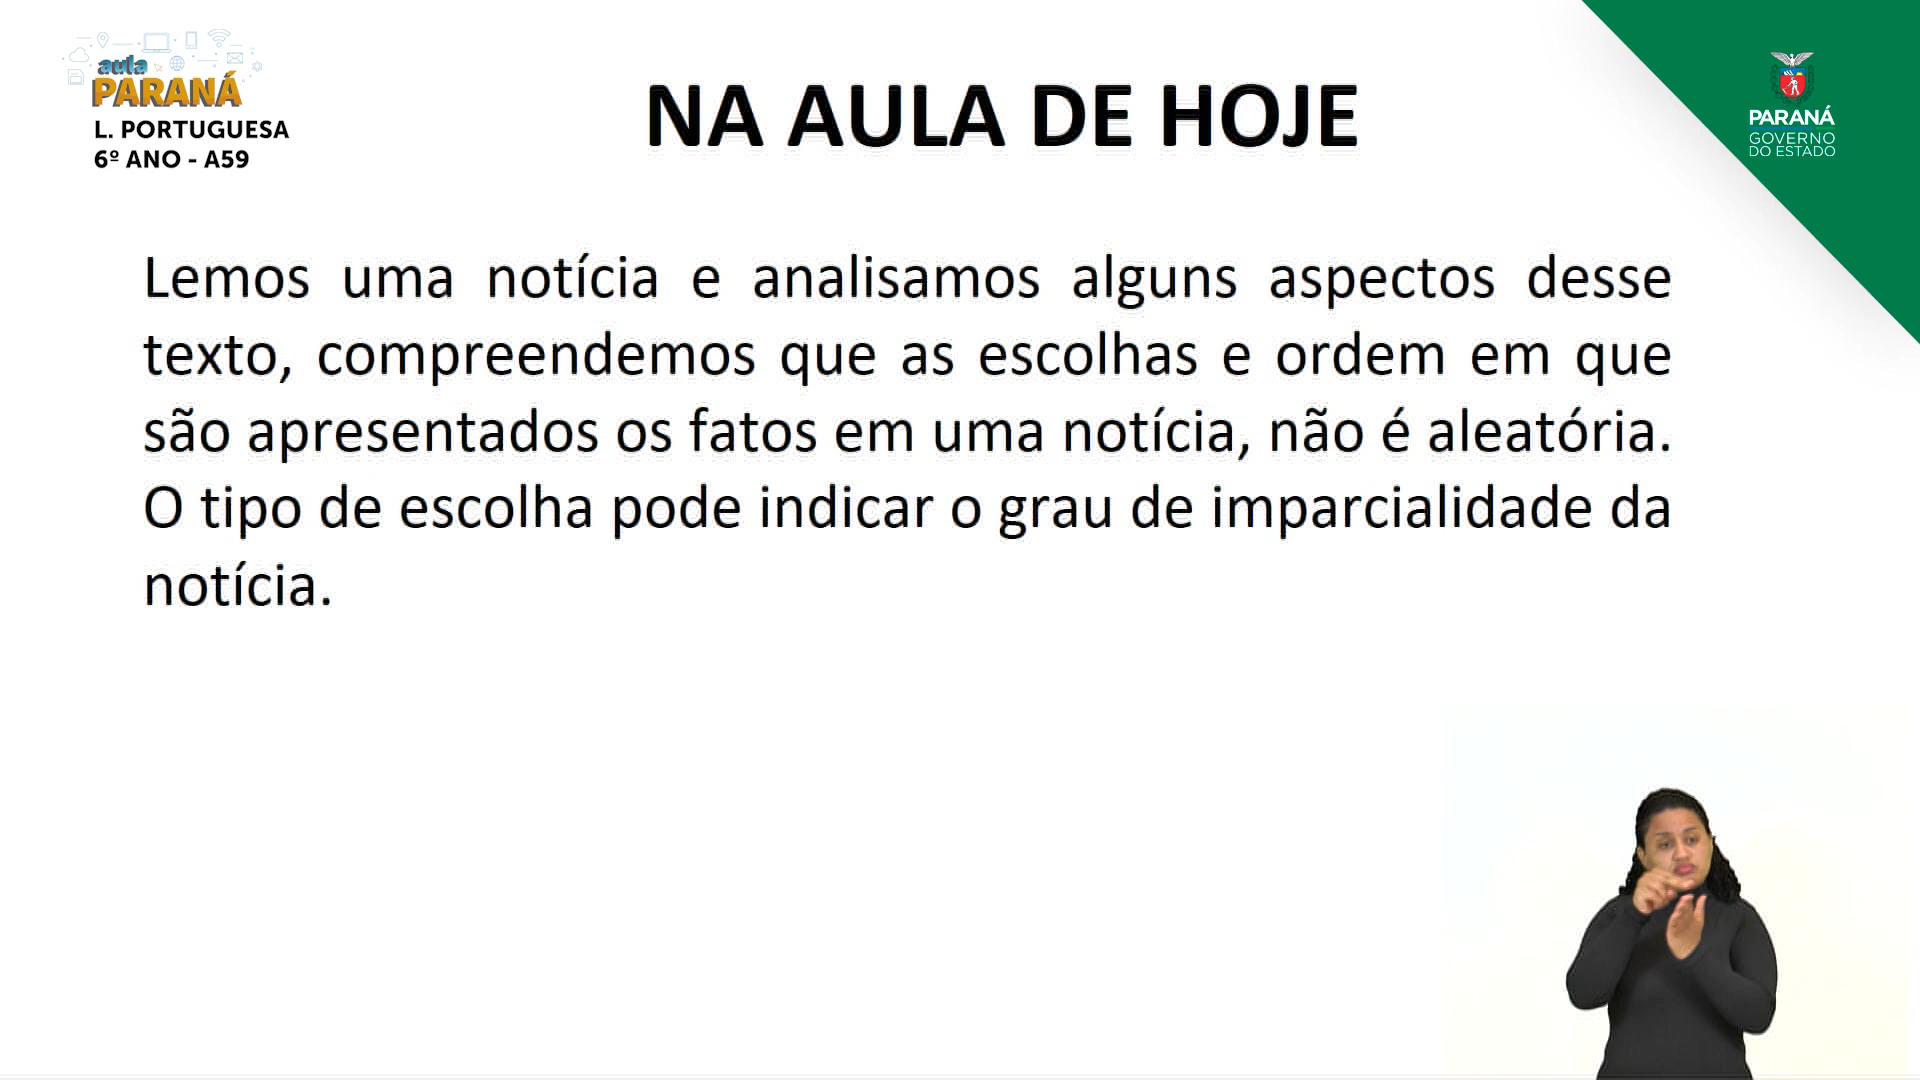 aula
PARANÁ
L. PORTUGUESA
6º ANO - A59
NA AULA DE HOJE
PARANÁ
GOVERNO
DO ESTADO
Lemos uma notícia e analisamos alguns aspectos desse
texto, compreendemos que as escolhas e ordem em que
são apresentados os fatos em uma notícia, não é aleatória.
O tipo de escolha pode indicar o grau de imparcialidade da
notícia.